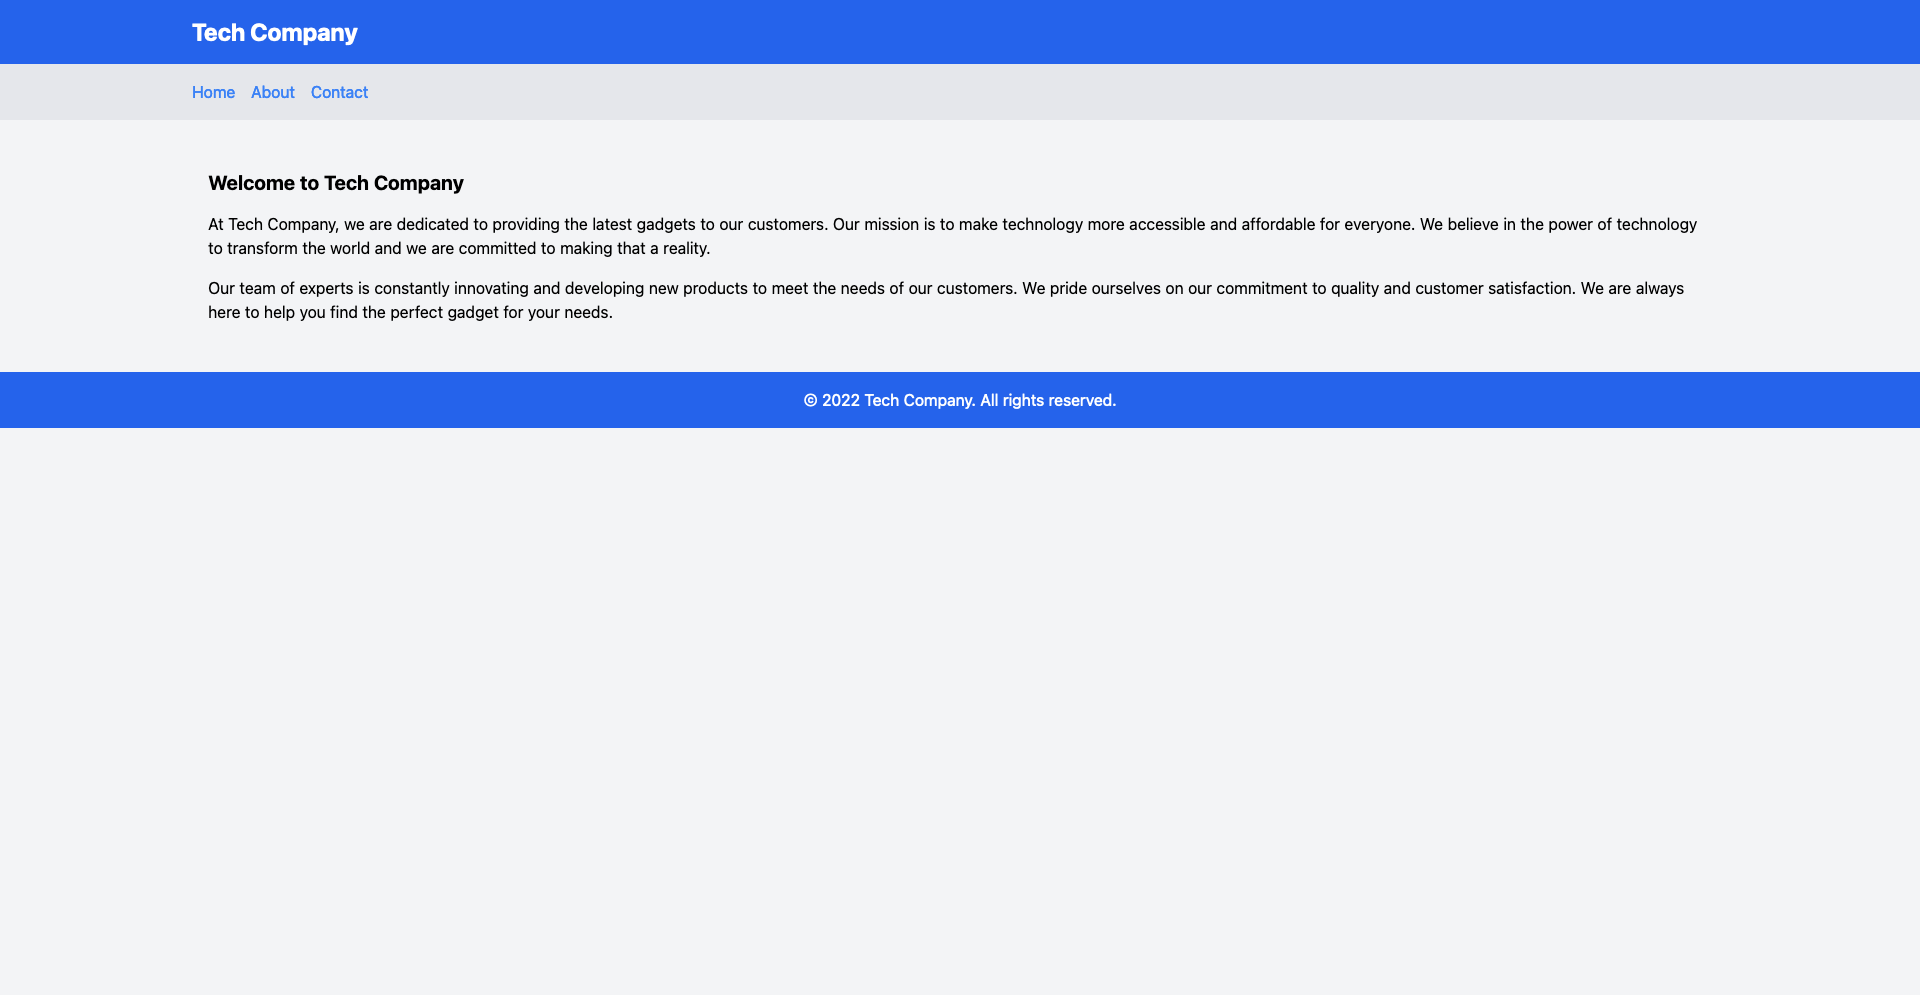 Tech Company
Home About Contact
Welcome to Tech Company
At Tech Company, we are dedicated to providing the latest gadgets to our customers. Our mission is to make technology more accessible and affordable for everyone. We believe in the power of technology
to transform the world and we are committed to making that a reality.
Our team of experts is constantly innovating and developing new products to meet the needs of our customers. We pride ourselves on our commitment to quality and customer satisfaction. We are always
here to help you find the perfect gadget for your needs.
© 2022 Tech Company. All rights reserved.